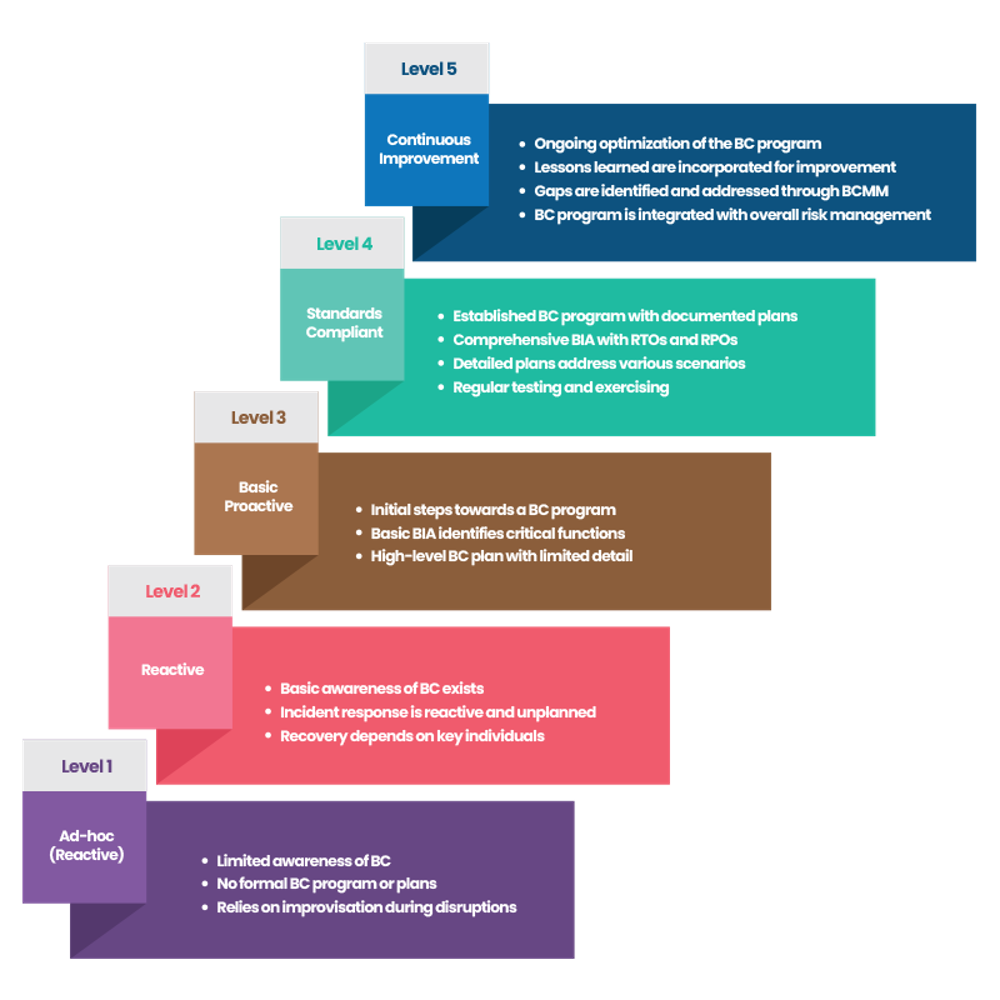 Level 5
Continuous
Improvement
• Ongoing optimization of the BC program
• Lessons learned are incorporated for improvement
• Gaps are identified and addressed through BCMM
• BC program is integrated with overall risk management
Level 4
Standards
Compliant
• Established BC program with documented plans
• Comprehensive BIA with RTOs and RPOs
• Detailed plans address various scenarios
• Regular testing and exercising
Level 3
Basic
Proactive
• Initial steps towards a BC program
• Basic BIA identifies critical functions
• High-level BC plan with limited detail
Level 2
Reactive
• Basic awareness of BC exists
• Incident response is reactive and unplanned
• Recovery depends on key individuals
Level 1
Ad-hoc
(Reactive)
• Limited awareness of BC
• No formal BC program or plans
• Relies on improvisation during disruptions